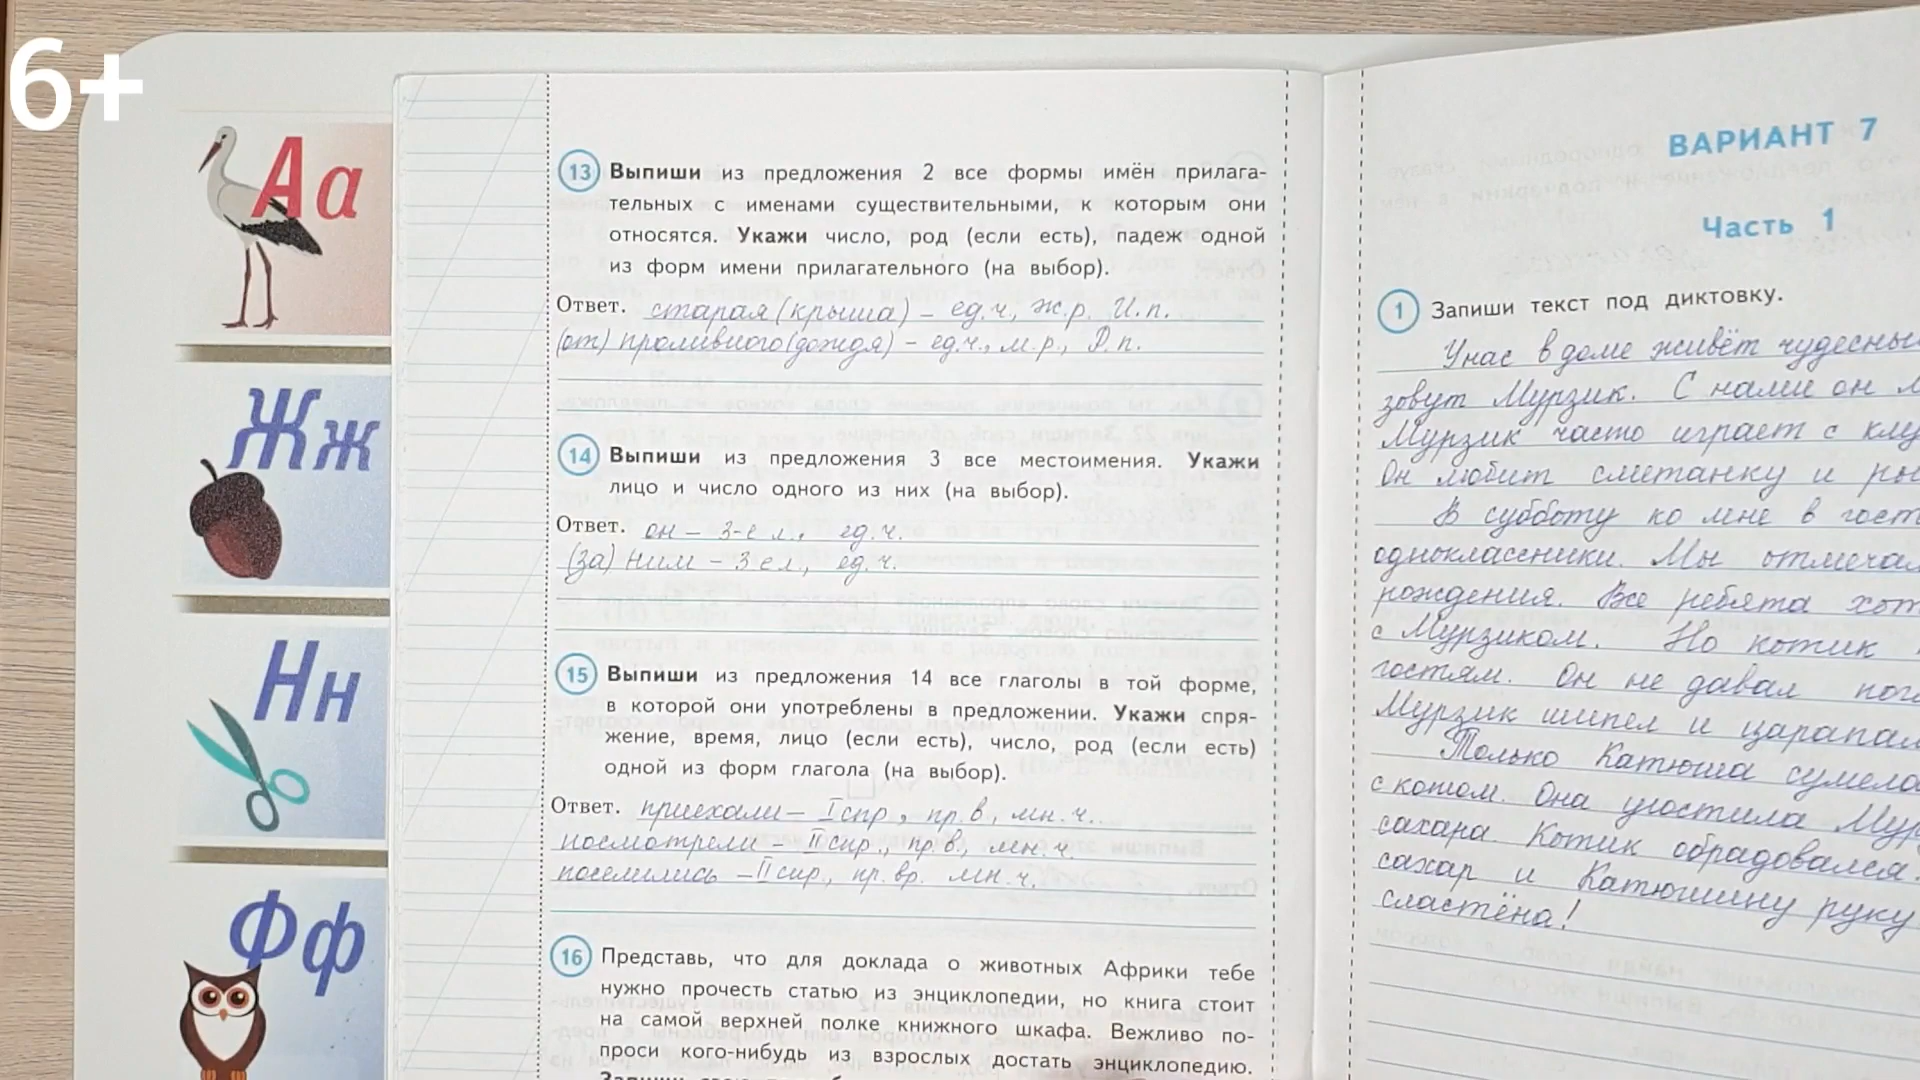 6+
Аа
Жж
Нн
Фф
13 Выпиши из предложения 2 все формы имён прилага-
тельных с именами существительными, к которым они
относятся. Укажи число, род (если есть), падеж одной
из форм имени прилагательного (на выбор).
Ответ. старая (крыша) – ед.ч., ж.р. И.п.
(от) проливного (дождя) – ед.ч., м.р., Р.п.
14 Выпиши из предложения 3 все местоимения. Укажи
лицо и число одного из них (на выбор).
Ответ. он – 3-е л., ед.ч.
(за) ним – 3 е л., ед.ч.
15 Выпиши из предложения 14 все глаголы в той форме,
в которой они употреблены в предложении. Укажи спря-
жение, время, лицо (если есть), число, род (если есть)
одной из форм глагола (на выбор).
Ответ. приехали – I спр., пр.в., мн.ч.
посмотрели – II спр., пр.в., мн.ч.
поселились – II спр., пр.вр. мн.ч.
16 Представь, что для доклада о животных Африки тебе
нужно прочесть статью из энциклопедии, но книга стоит
на самой верхней полке книжного шкафа. Вежливо по-
проси кого-нибудь из взрослых достать энциклопедию.
ВАРИАНТ 7
Часть 1
1 Запиши текст под диктовку.
У нас в доме живёт
зовут Мурзик. С нами он
Мурзик часто играет с
Он любит сметанку и
В субботу ко мне в
одноклассники. Мы
рождения. Все ребята
с Мурзиком. Но котик
гостям. Он не давал
Мурзик шипел и
Только Катюша сумела
с котом. Она угостила
сахара. Котик обрадовался.
сахар и Катюшину руку
сластёна!